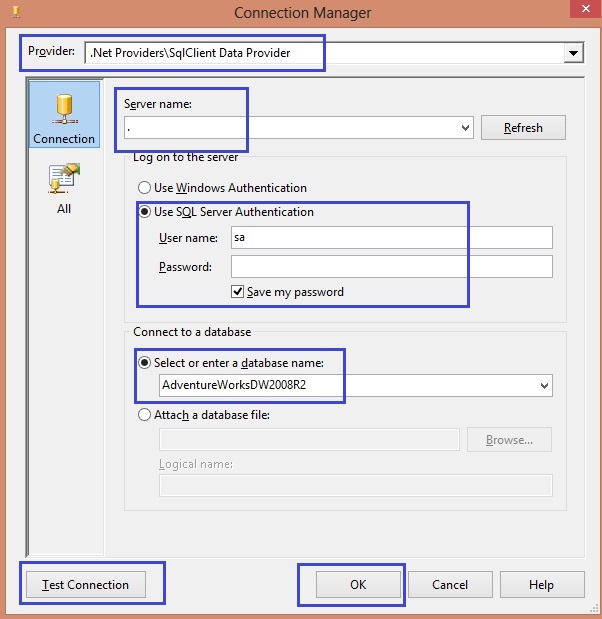 Connection Manager
Provider: .Net Providers\SqlClient Data Provider
Connection
All
Server name:
.
Refresh
Log on to the server
Use Windows Authentication
Use SQL Server Authentication
User name: sa
Password:
Save my password
Connect to a database
Select or enter a database name:
AdventureWorksDW2008R2
Attach a database file:
Browse...
Logical name:
Test Connection OK Cancel Help